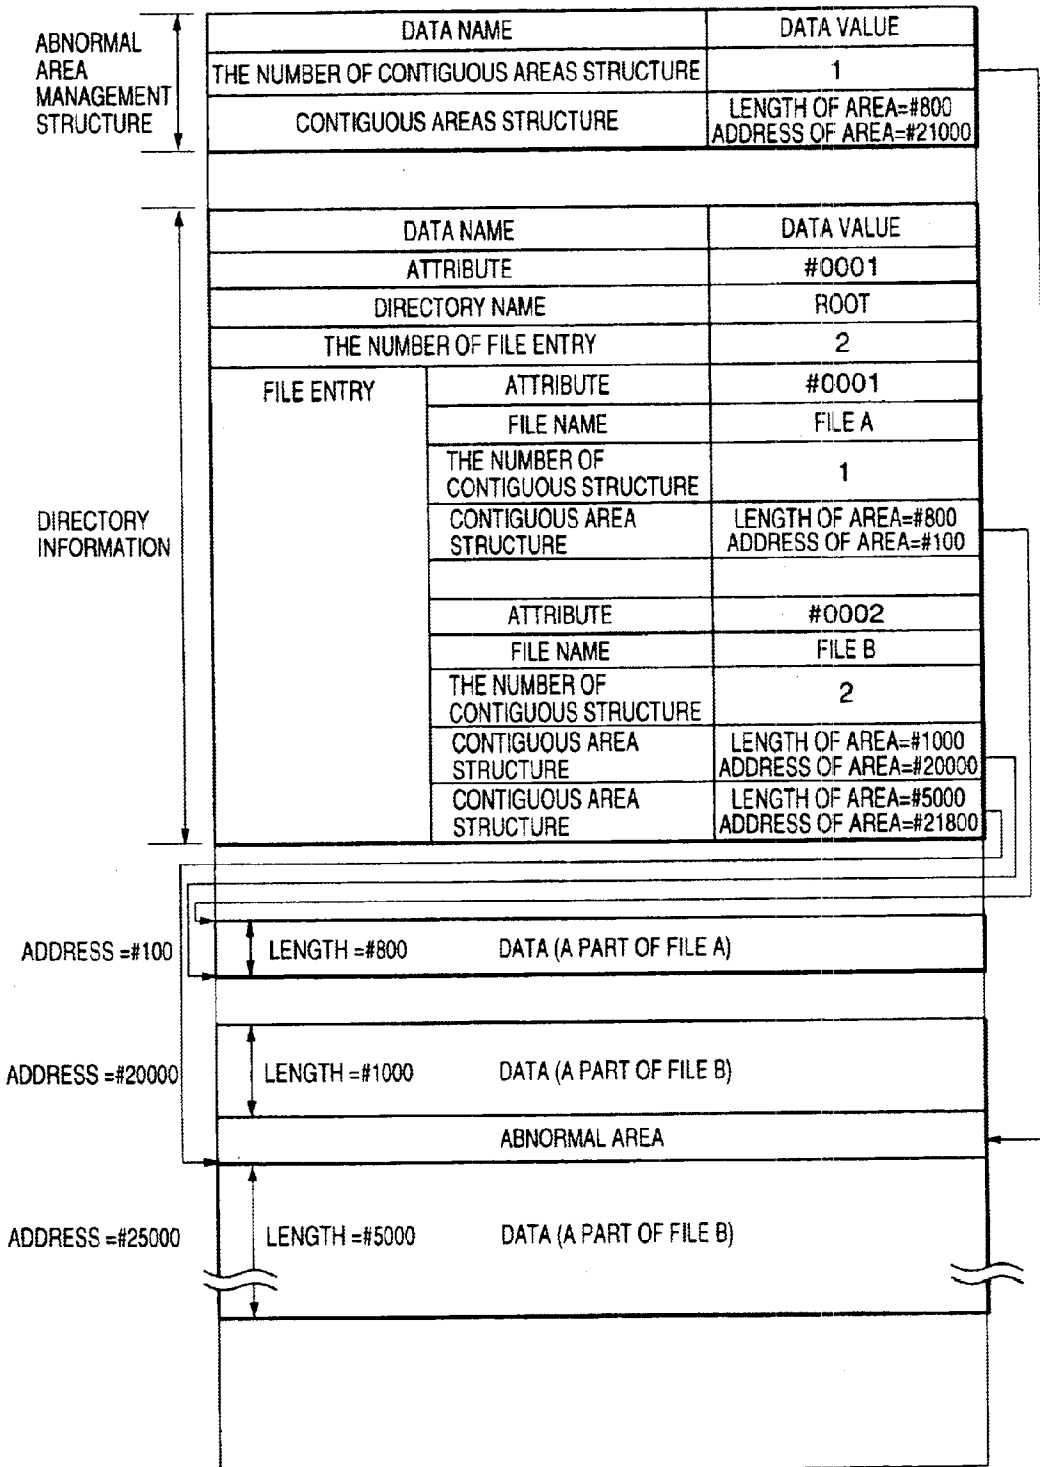 ABNORMAL
AREA
MANAGEMENT
STRUCTURE
DATA NAME
DATA VALUE
THE NUMBER OF CONTIGUOUS AREAS STRUCTURE
1
CONTIGUOUS AREAS STRUCTURE
LENGTH OF AREA=#800
ADDRESS OF AREA=#21000
DIRECTORY
INFORMATION
DATA NAME
DATA VALUE
ATTRIBUTE
#0001
DIRECTORY NAME
ROOT
THE NUMBER OF FILE ENTRY
2
FILE ENTRY
ATTRIBUTE
#0001
FILE NAME
FILE A
THE NUMBER OF
CONTIGUOUS STRUCTURE
1
CONTIGUOUS AREA
STRUCTURE
LENGTH OF AREA=#800
ADDRESS OF AREA=#100
ATTRIBUTE
#0002
FILE NAME
FILE B
THE NUMBER OF
CONTIGUOUS STRUCTURE
2
CONTIGUOUS AREA
STRUCTURE
LENGTH OF AREA=#1000
ADDRESS OF AREA=#20000
CONTIGUOUS AREA
STRUCTURE
LENGTH OF AREA=#5000
ADDRESS OF AREA=#21800
ADDRESS =#100
LENGTH =#800
DATA (A PART OF FILE A)
ADDRESS =#20000
LENGTH =#1000
DATA (A PART OF FILE B)
ABNORMAL AREA
ADDRESS =#25000
LENGTH =#5000
DATA (A PART OF FILE B)